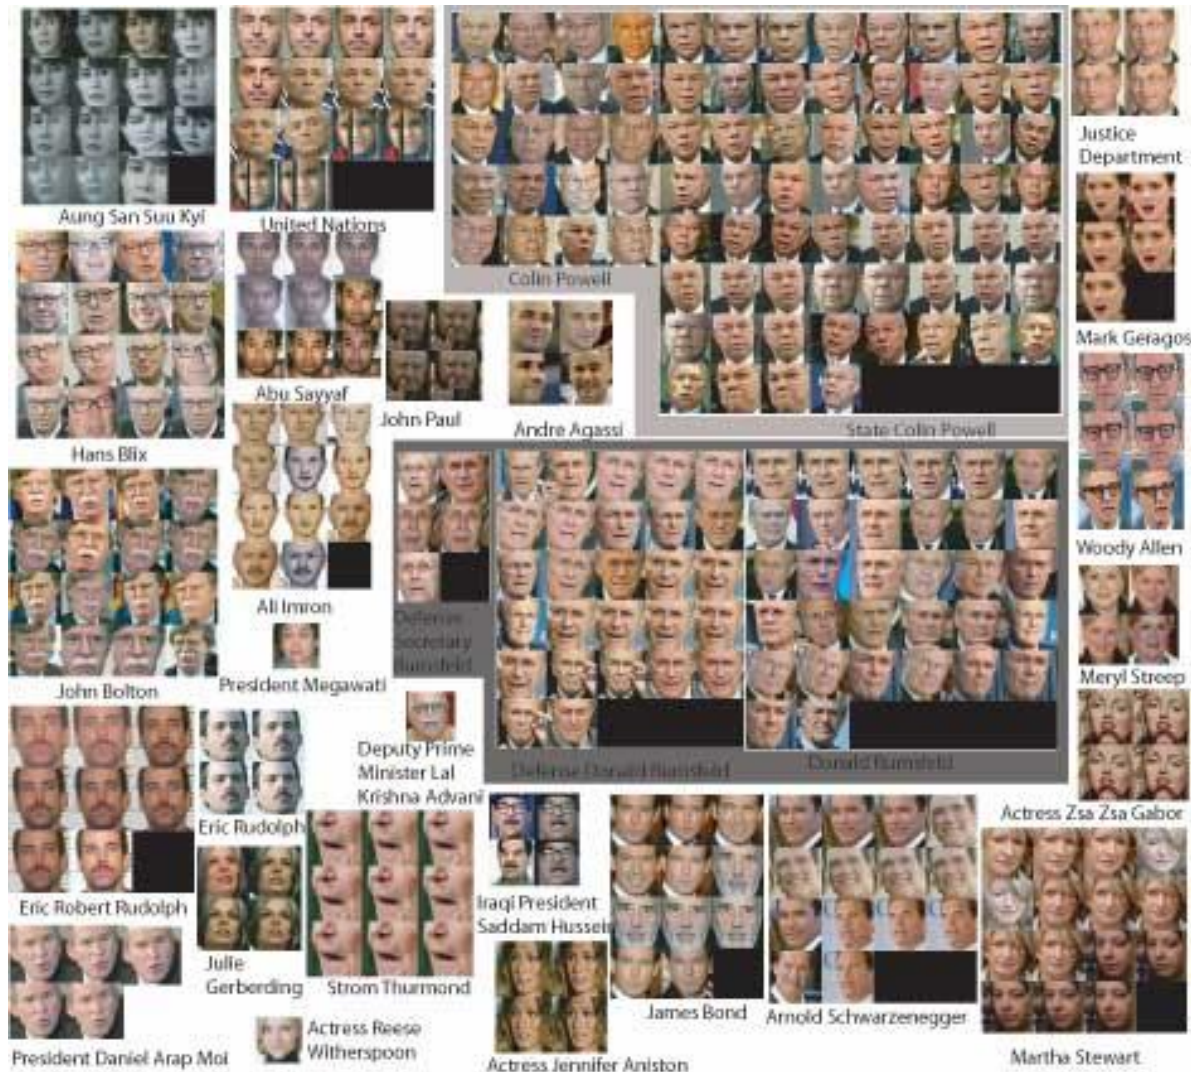 Justice
Department
Aung San Suu Kyi
United Nations
Colin Powell
Mark Geragos
Abu Sayyaf
John Paul
Andre Agassi
State Colin Powell
Hans Blix
Woody Allen
Ali Imron
Defense
Secretary
Rumsfeld
President Megawati
Meryl Streep
John Bolton
Deputy Prime
Minister Lal
Krishna Advani
Defense Donald Rumsfeld
Donald Rumsfeld
Actress Zsa Zsa Gabor
Eric Rudolph
Eric Robert Rudolph
Iraqi President
Saddam Hussein
Julie
Gerberding
Strom Thurmond
James Bond
Arnold Schwarzenegger
Actress Reese
Witherspoon
President Daniel Arap Moi
Actress Jennifer Aniston
Martha Stewart